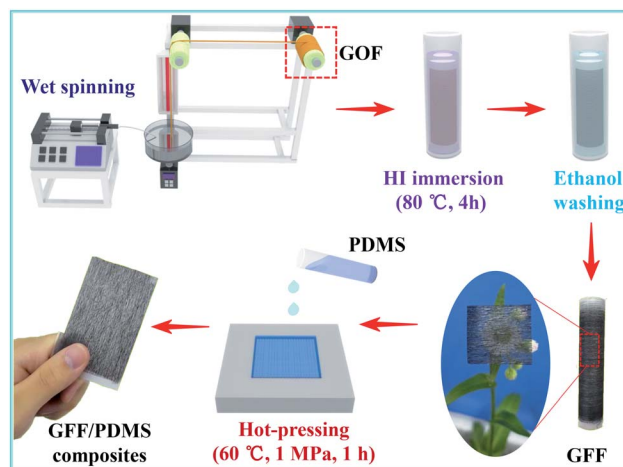 GOF
Wet spinning
HI immersion
(80 ℃, 4h)
Ethanol
washing
PDMS
GFF/PDMS
composites
Hot-pressing
(60 ℃, 1 MPa, 1 h)
GFF